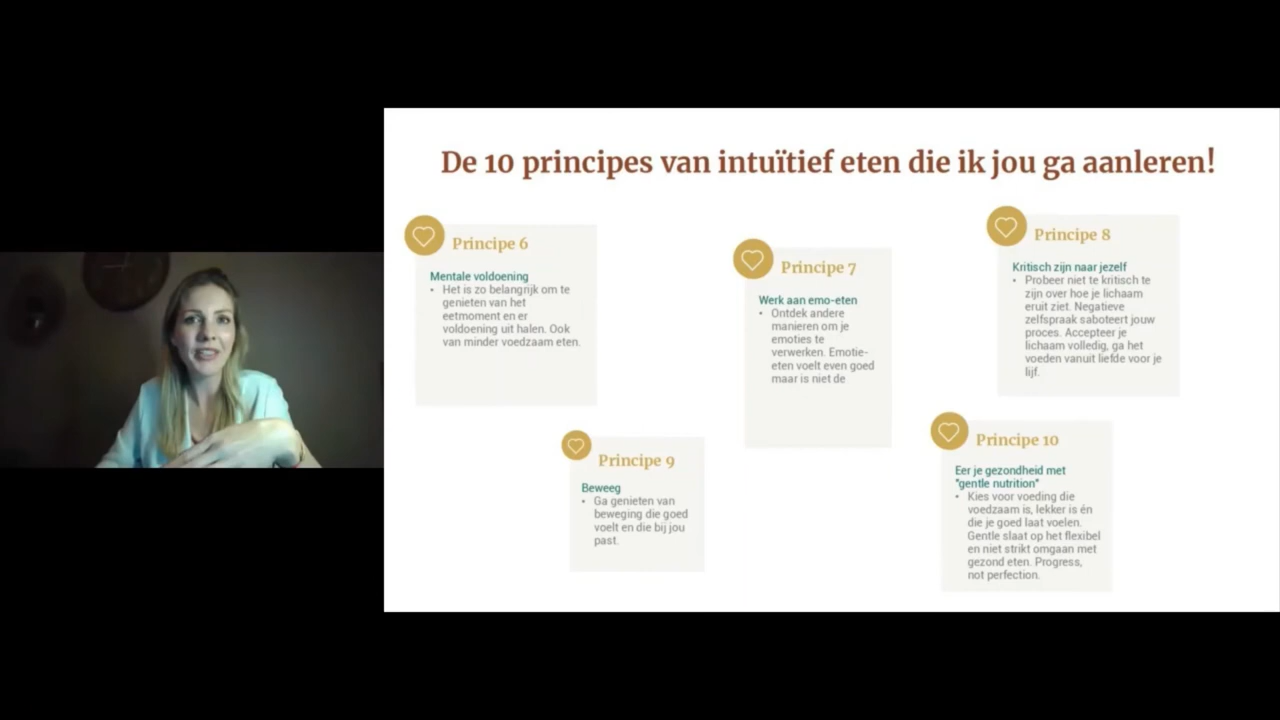 De 10 principes van intuïtief eten die ik jou ga aanleren!
Principe 6
Mentale voldoening
• Het is zo belangrijk om te
genieten van het
eetmoment en er
voldoening uit halen. Ook
van minder voedzaam eten.
Principe 7
Werk aan emo-eten
• Ontdek andere
manieren om je
emoties te
verwerken. Emotie-
eten voelt even goed
maar is niet de
Principe 8
Kritisch zijn naar jezelf
• Probeer niet te kritisch te
zijn over hoe je lichaam
eruit ziet. Negatieve
zelfspraak saboteert jouw
proces. Accepteer je
lichaam volledig, ga het
voeden vanuit liefde voor je
lijf.
Principe 9
Beweeg
• Ga genieten van
beweging die goed
voelt en die bij jou
past.
Principe 10
Eer je gezondheid met
"gentle nutrition"
• Kies voor voeding die
voedzaam is, lekker is én
die je goed laat voelen.
Gentle slaat op het flexibel
en niet strikt omgaan met
gezond eten. Progress,
not perfection.